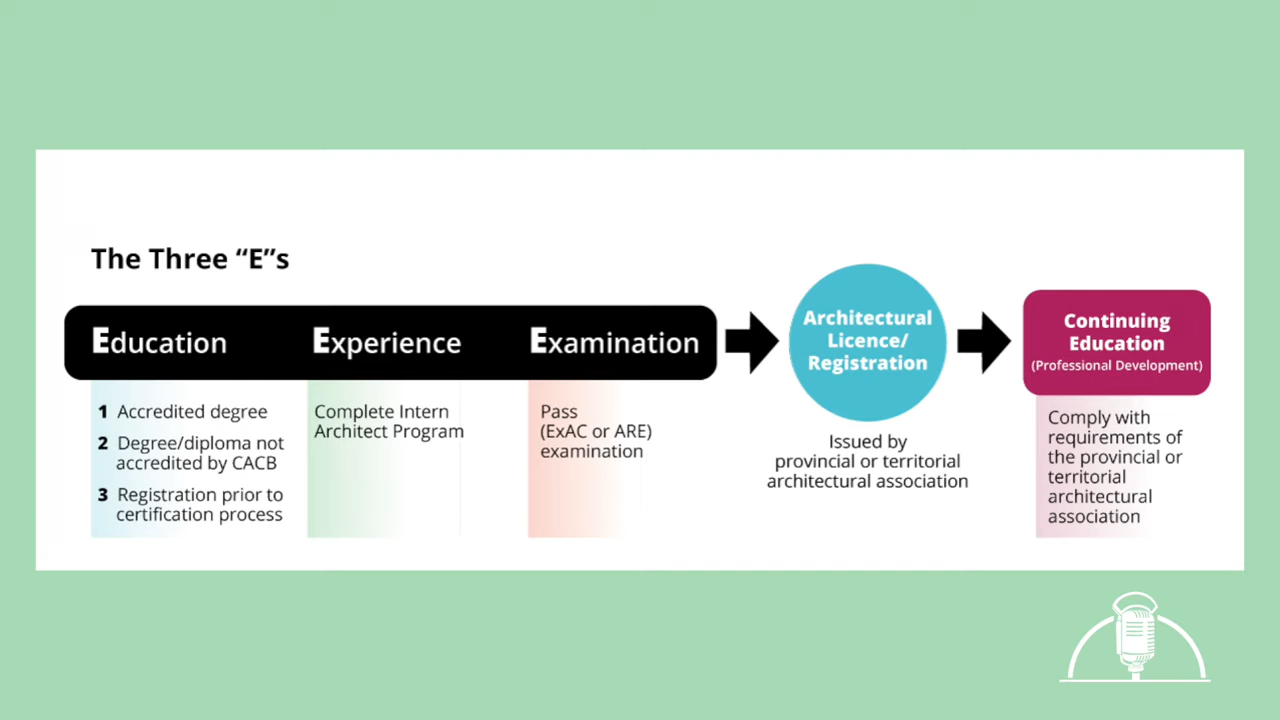 The Three “E”s
Education
Experience
Examination
1 Accredited degree
2 Degree/diploma not
accredited by CACB
3 Registration prior to
certification process
Complete Intern
Architect Program
Pass
(ExAC or ARE)
examination
Architectural
Licence/
Registration
Issued by
provincial or territorial
architectural association
Continuing
Education
(Professional Development)
Comply with
requirements of
the provincial or
territorial
architectural
association